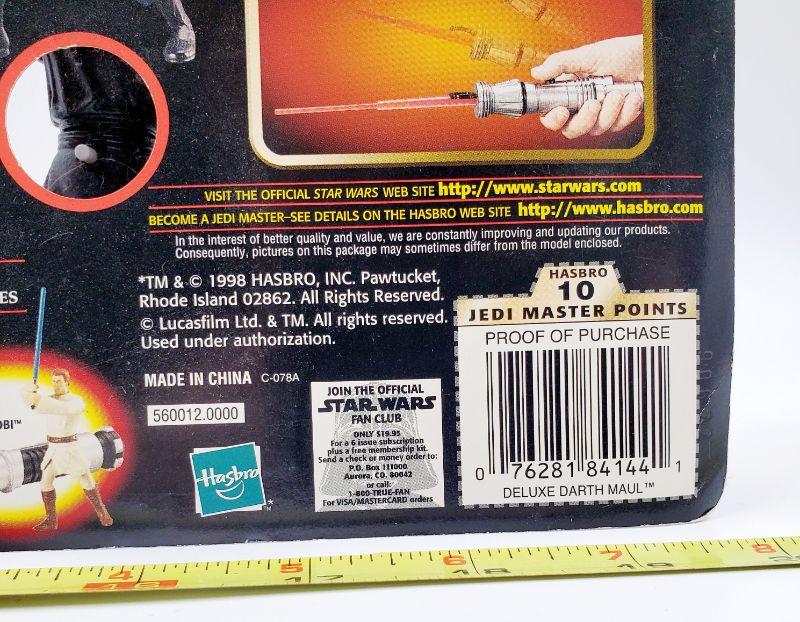 VISIT THE OFFICIAL STAR WARS WEB SITE http://www.starwars.com
BECOME A JEDI MASTER–SEE DETAILS ON THE HASBRO WEB SITE http://www.hasbro.com
In the interest of better quality and value, we are constantly improving and updating our products.
Consequently, pictures on this package may sometimes differ from the model enclosed.
ES
*TM & © 1998 HASBRO, INC. Pawtucket,
Rhode Island 02862. All Rights Reserved.
© Lucasfilm Ltd. & TM. All rights reserved.
Used under authorization.
MADE IN CHINA C-078A
560012.0000
OBI™
Hasbro
*™
JOIN THE OFFICIAL
STAR WARS
FAN CLUB
ONLY $19.95
For a 6 issue subscription
plus a free membership kit.
Send a check or money order to:
P.O. Box 111000
Aurora, CO. 80042
or call:
1-800-TRUE-FAN
For VISA/MASTERCARD orders
HASBRO
10
JEDI MASTER POINTS
PROOF OF PURCHASE
0 76281 84144 1
DELUXE DARTH MAUL™
4 5 6 7 8
17 18 19